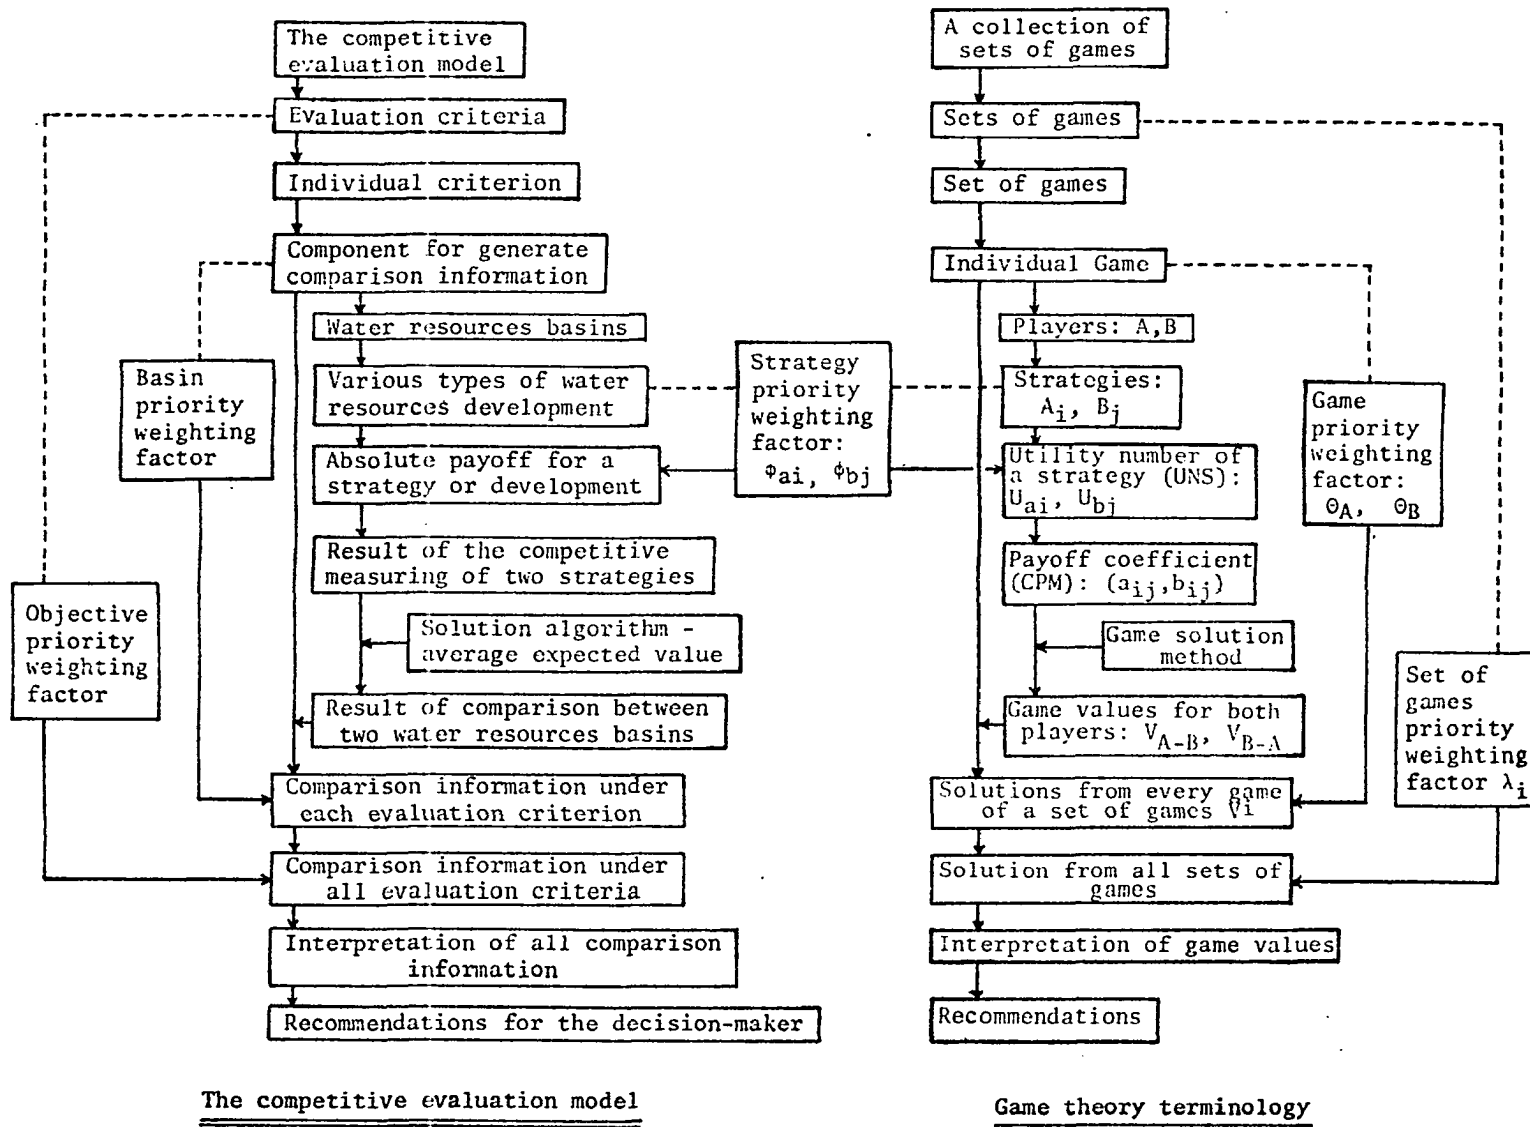 The competitive
evaluation model
Evaluation criteria
Individual criterion
Component for generate
comparison information
Water resources basins
Various types of water
resources development
Absolute payoff for a
strategy or development
Result of the competitive
measuring of two strategies
Solution algorithm -
average expected value
Result of comparison between
two water resources basins
Comparison information under
each evaluation criterion
Comparison information under
all evaluation criteria
Interpretation of all comparison
information
Recommendations for the decision-maker
Basin
priority
weighting
factor
Objective
priority
weighting
factor
Strategy
priority
weighting
factor:
Φai, ϕbj
A collection of
sets of games
Sets of games
Set of games
Individual Game
Players: A,B
Strategies:
Ai, Bj
Utility number of
a strategy (UNS):
Uai, Ubj
Payoff coefficient
(CPM): (aij,bij)
Game solution
method
Game values for both
players: VA-B, VB-A
Solutions from every game
of a set of games Vi
Solution from all sets of
games
Interpretation of game values
Recommendations
Game
priority
weighting
factor:
ΘA, ΘB
Set of
games
priority
weighting
factor λi
The competitive evaluation model
Game theory terminology